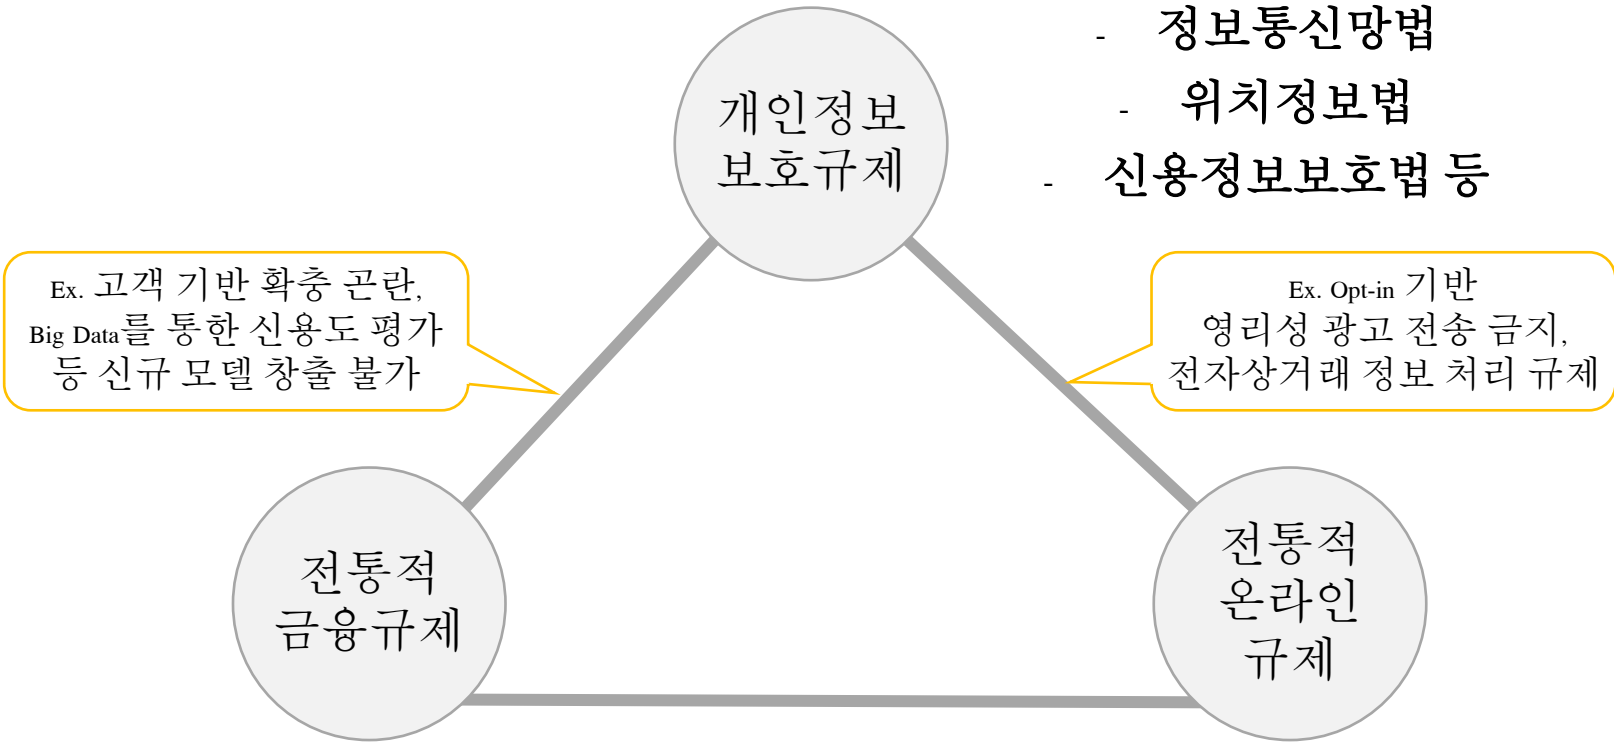 - 정보통신망법
- 위치정보법
- 신용정보보호법 등
개인정보
보호규제
Ex. 고객 기반 확충 곤란,
Big Data를 통한 신용도 평가
등 신규 모델 창출 불가
Ex. Opt-in 기반
영리성 광고 전송 금지,
전자상거래 정보 처리 규제
전통적
금융규제
전통적
온라인
규제